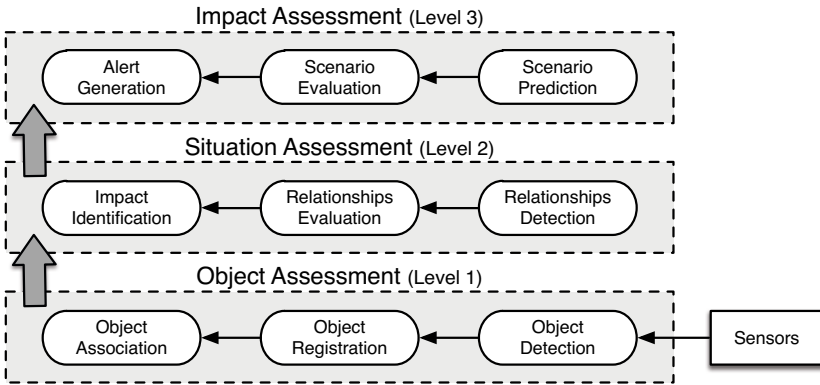 Impact Assessment (Level 3)
Alert
Generation
Scenario
Evaluation
Scenario
Prediction
Situation Assessment (Level 2)
Impact
Identification
Relationships
Evaluation
Relationships
Detection
Object Assessment (Level 1)
Object
Association
Object
Registration
Object
Detection
Sensors